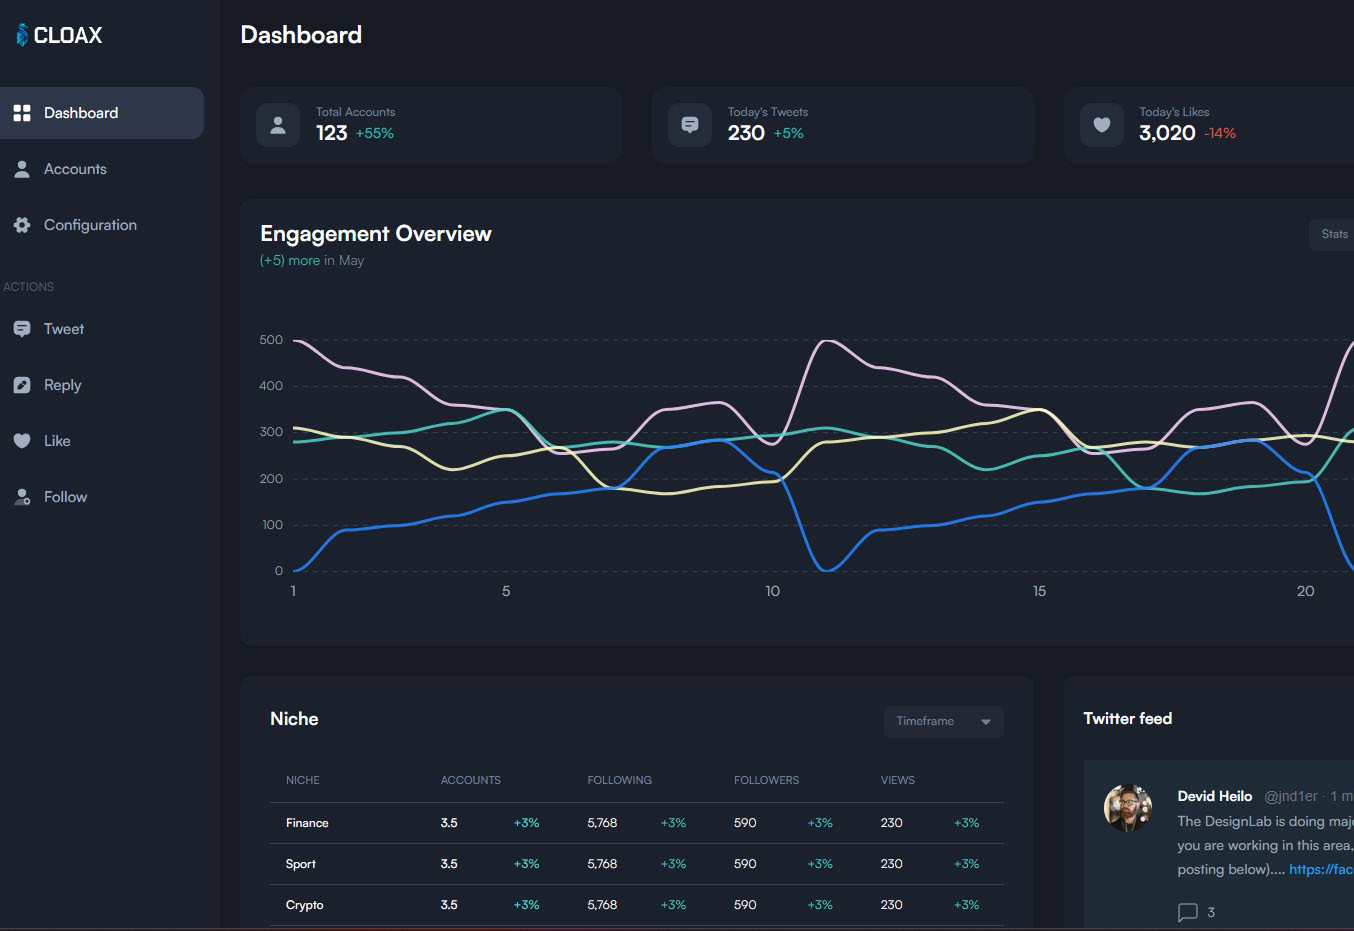 CLOAX
Dashboard
Accounts
Configuration
ACTIONS
Tweet
Reply
Like
Follow
Dashboard
Total Accounts
123 +55%
Today's Tweets
230 +5%
Today's Likes
3,020 -14%
Engagement Overview
(+5) more in May
Stats
500
400
300
200
100
0
1 5 10 15 20
Niche
Timeframe
NICHE ACCOUNTS FOLLOWING FOLLOWERS VIEWS
Finance 3.5 +3% 5,768 +3% 590 +3% 230 +3%
Sport 3.5 +3% 5,768 +3% 590 +3% 230 +3%
Crypto 3.5 +3% 5,768 +3% 590 +3% 230 +3%
Twitter feed
Devid Heilo @jnd1er · 1 m
The DesignLab is doing maj
you are working in this area,
posting below).... https://fac
3